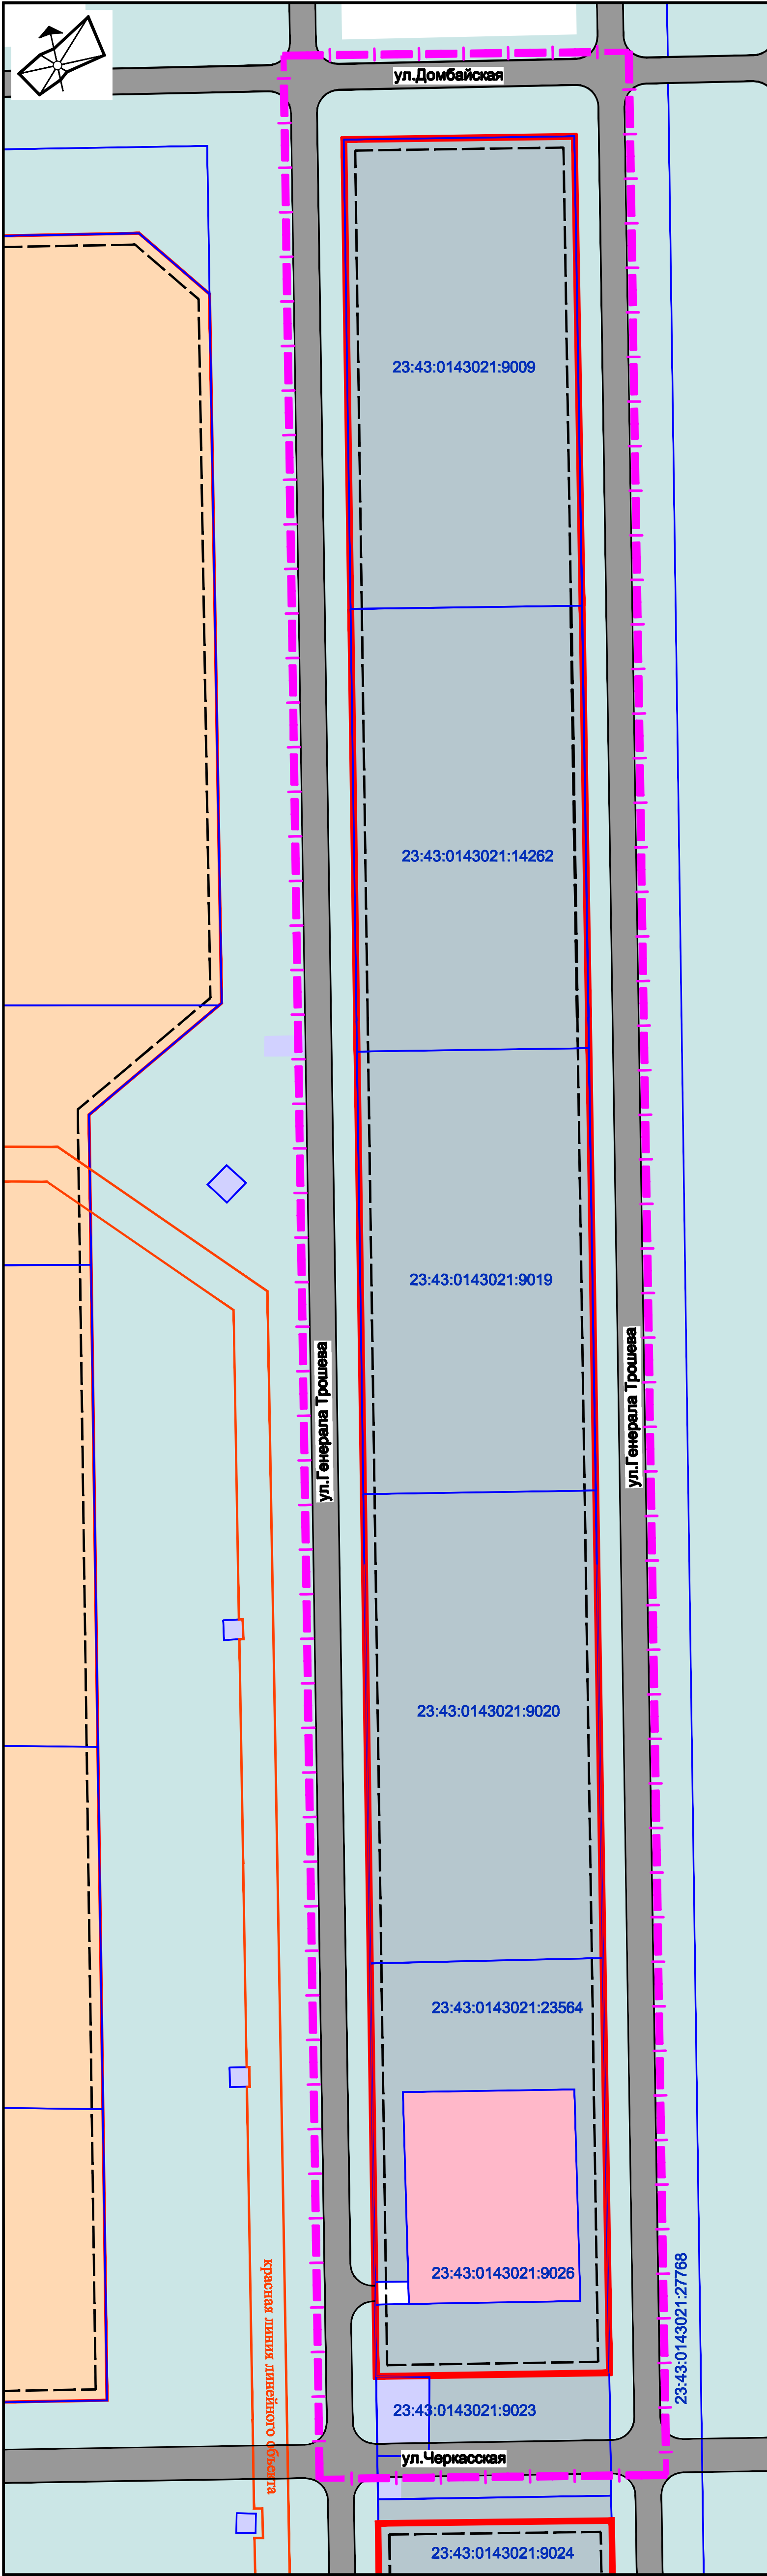 ул.Домбайская
23:43:0143021:9009
23:43:0143021:14262
23:43:0143021:9019
ул.Генерала Трошева
ул.Генерала Трошева
23:43:0143021:9020
23:43:0143021:23564
23:43:0143021:9026
23:43:0143021:27768
красная линия линейного объекта
23:43:0143021:9023
ул.Черкасская
23:43:0143021:9024